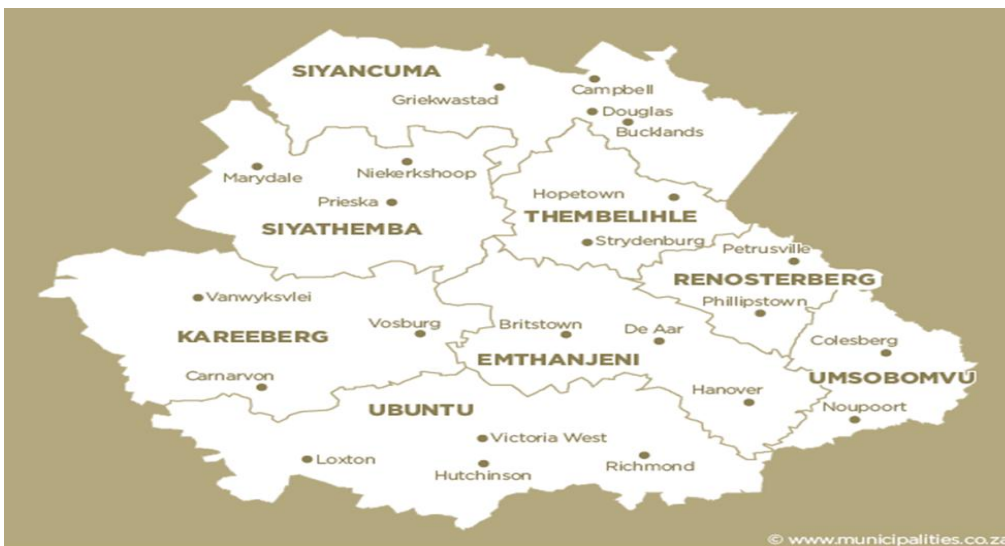 SIYANCUMA
Griekwastad
Campbell
Douglas
Bucklands
Marydale
Niekerkshoop
Prieska
SIYATHEMBA
Hopetown
THEMBELIHLE
Strydenburg
Petrusville
RENOSTERBERG
Phillipstown
Vanwyksvlei
KAREEBERG
Vosburg
Carnarvon
Britstown
De Aar
EMTHANJENI
Hanover
Colesberg
UMSOBOMVU
Noupoort
UBUNTU
Victoria West
Loxton
Hutchinson
Richmond
© www.municipalities.co.za